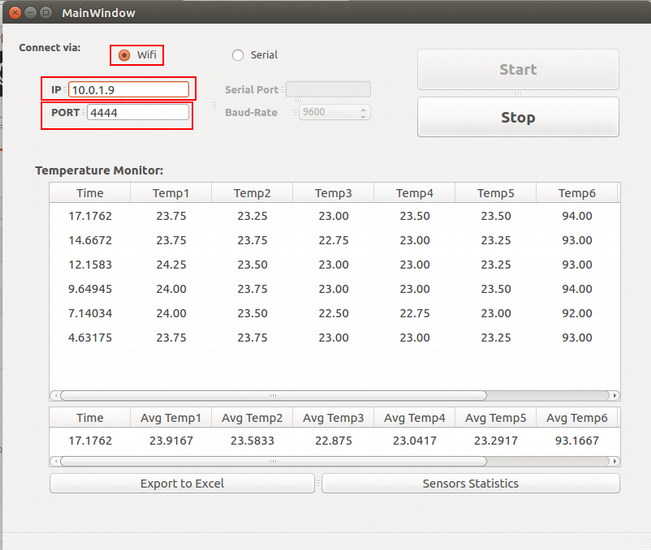 MainWindow
Connect via: Wifi Serial
IP 10.0.1.9 Serial Port Start
PORT 4444 Baud-Rate 9600 Stop
Temperature Monitor:
Time Temp1 Temp2 Temp3 Temp4 Temp5 Temp6
17.1762 23.75 23.25 23.00 23.50 23.50 94.00
14.6672 23.75 23.75 22.75 23.00 23.25 93.00
12.1583 24.25 23.50 23.00 23.00 23.25 93.00
9.64945 24.00 23.75 23.00 23.00 23.50 94.00
7.14034 24.00 23.50 22.50 22.75 23.00 92.00
4.63175 23.75 23.75 23.00 23.00 23.25 93.00
Time Avg Temp1 Avg Temp2 Avg Temp3 Avg Temp4 Avg Temp5 Avg Temp6
17.1762 23.9167 23.5833 22.875 23.0417 23.2917 93.1667
Export to Excel Sensors Statistics